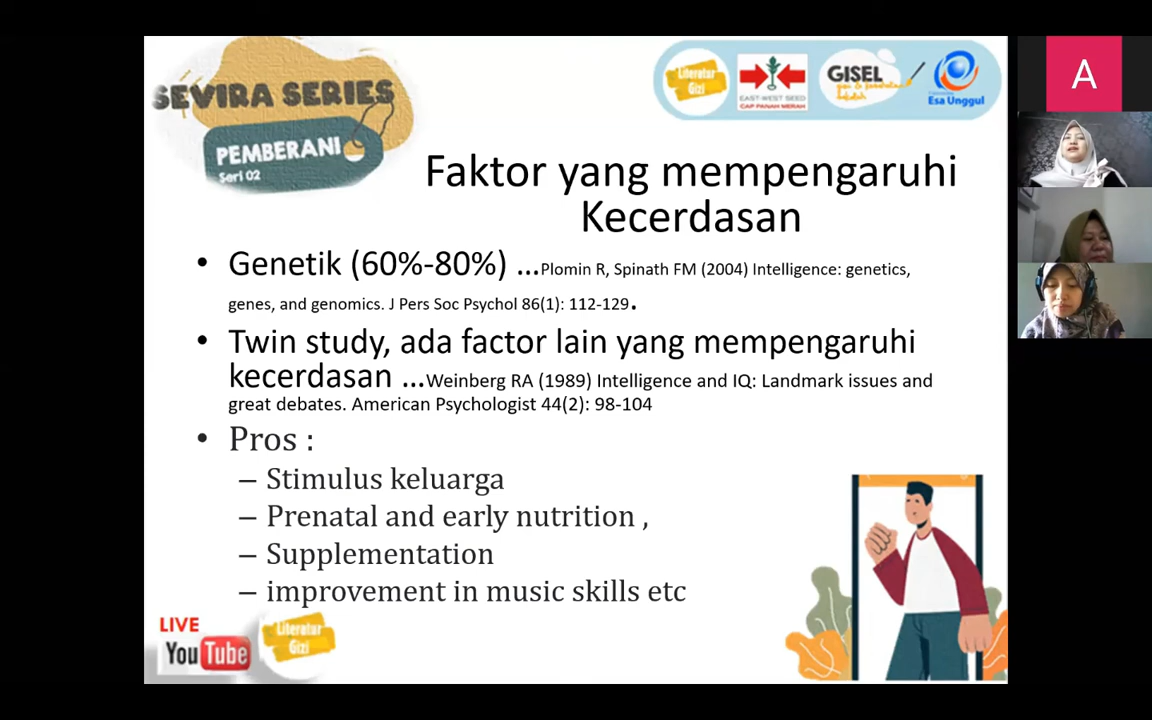 SEVIRA SERIES
PEMBERANI
Seri 02
Literatur
Gizi
EAST-WEST SEED
CAP PANAH MERAH
GISEL
Esa Unggul
A
Faktor yang mempengaruhi
Kecerdasan
• Genetik (60%-80%) ...Plomin R, Spinath FM (2004) Intelligence: genetics,
genes, and genomics. J Pers Soc Psychol 86(1): 112-129.
• Twin study, ada factor lain yang mempengaruhi
kecerdasan ...Weinberg RA (1989) Intelligence and IQ: Landmark issues and
great debates. American Psychologist 44(2): 98-104
• Pros :
– Stimulus keluarga
– Prenatal and early nutrition ,
– Supplementation
– improvement in music skills etc
LIVE
YouTube
Literatur
Gizi